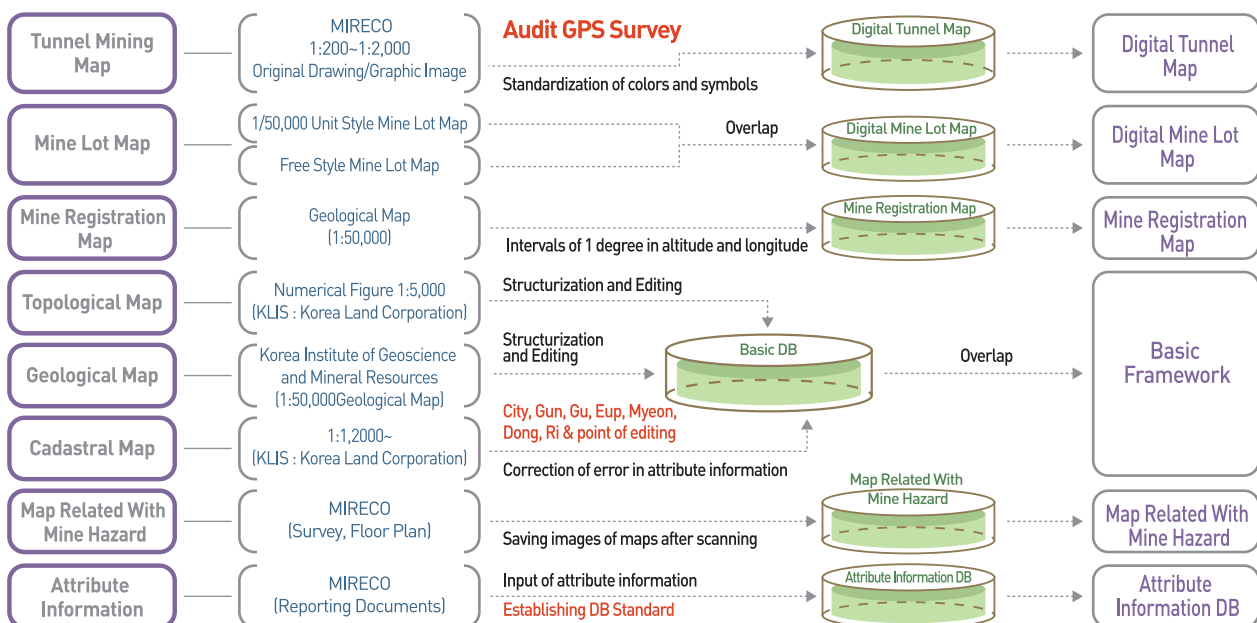 Tunnel Mining
Map
MIRECO
1:200~1:2,000
Original Drawing/Graphic Image
Audit GPS Survey
Standardization of colors and symbols
Digital Tunnel Map
Digital Tunnel
Map
Mine Lot Map
1/50,000 Unit Style Mine Lot Map
Free Style Mine Lot Map
Overlap
Digital Mine Lot Map
Digital Mine Lot
Map
Mine Registration
Map
Geological Map
(1:50,000)
Intervals of 1 degree in altitude and longitude
Mine Registration Map
Mine Registration
Map
Topological Map
Numerical Figure 1:5,000
(KLIS : Korea Land Corporation)
Structurization and Editing
Geological Map
Korea Institute of Geoscience
and Mineral Resources
(1:50,000Geological Map)
Structurization
and Editing
Basic DB
Overlap
Basic
Framework
Cadastral Map
1:1,2000~
(KLIS : Korea Land Corporation)
City, Gun, Gu, Eup, Myeon,
Dong, Ri & point of editing
Correction of error in attribute information
Map Related With
Mine Hazard
MIRECO
(Survey, Floor Plan)
Saving images of maps after scanning
Map Related With
Mine Hazard
Map Related With
Mine Hazard
Attribute
Information
MIRECO
(Reporting Documents)
Input of attribute information
Establishing DB Standard
Attribute Information DB
Attribute
Information DB